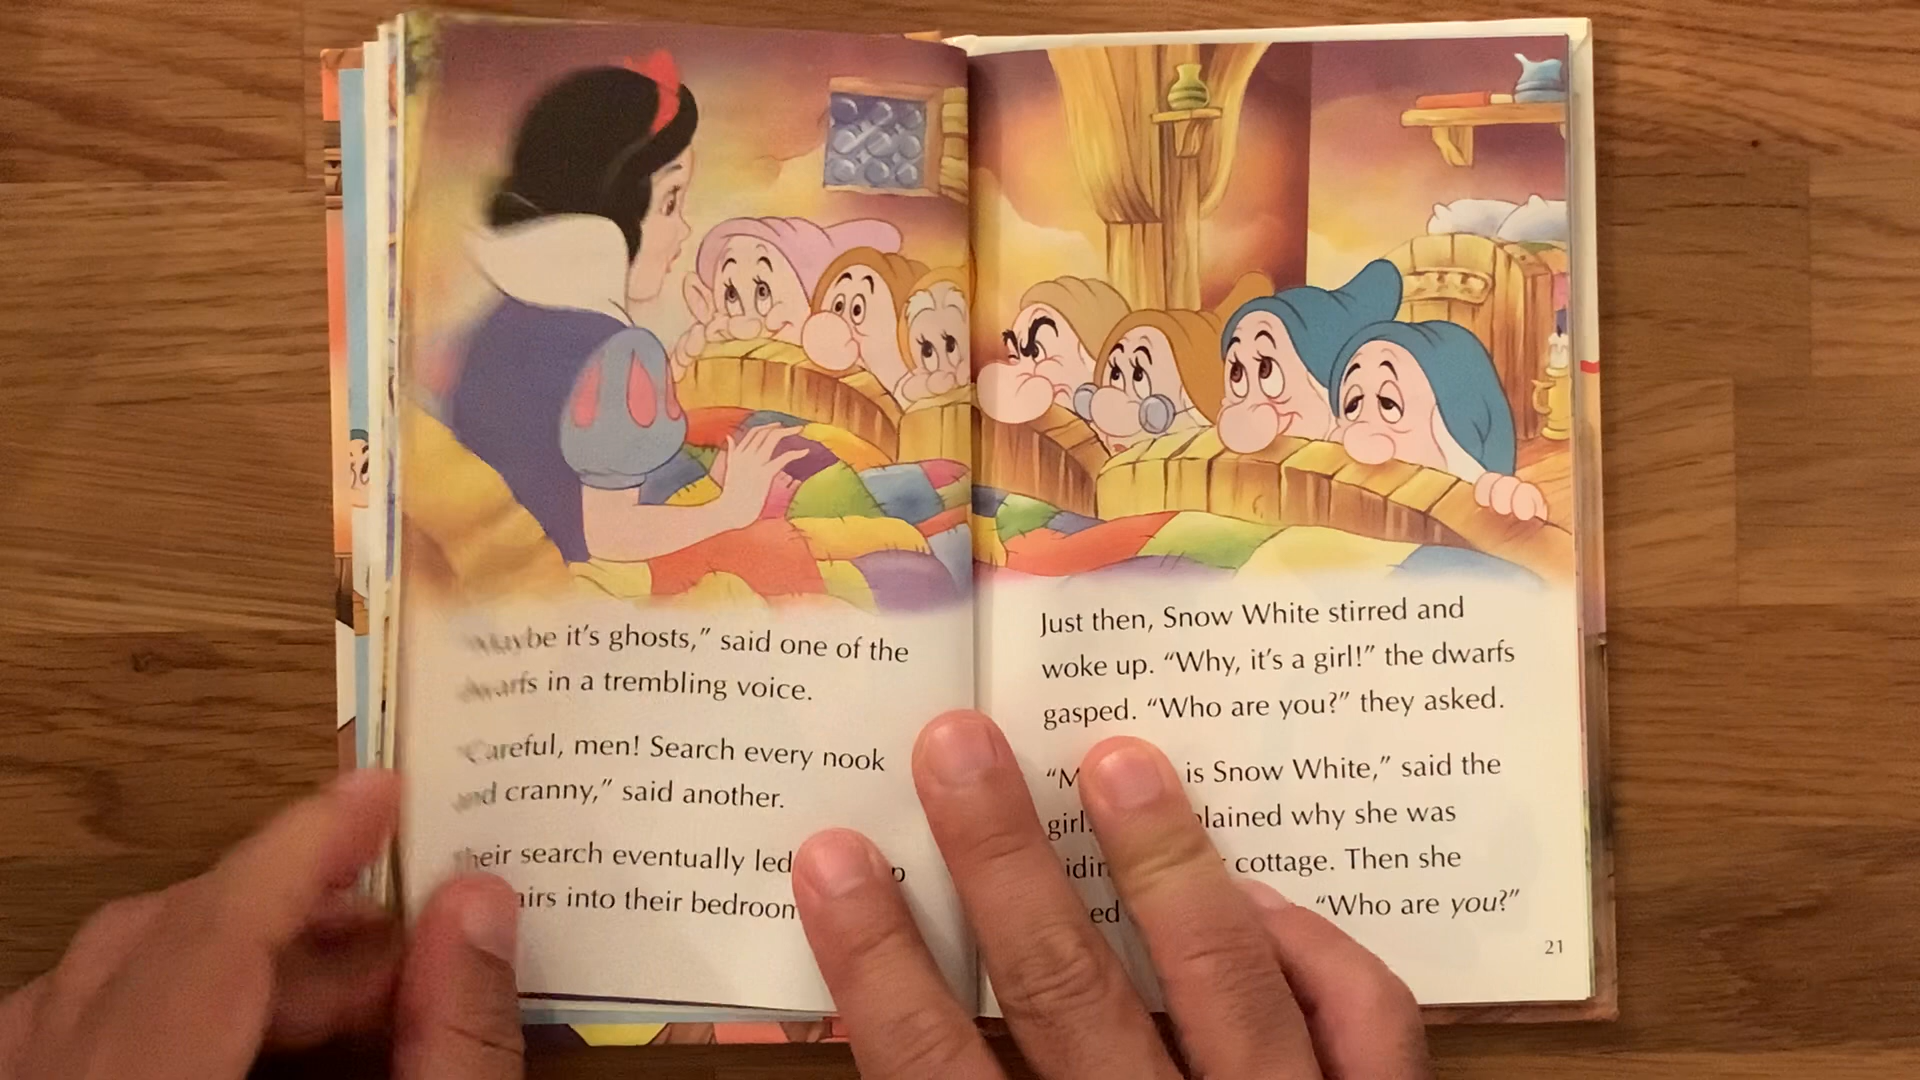 "Maybe it's ghosts," said one of the
dwarfs in a trembling voice.
"Careful, men! Search every nook
and cranny," said another.
Their search eventually led
into their bedroom
Just then, Snow White stirred and
woke up. "Why, it's a girl!" the dwarfs
gasped. "Who are you?" they asked.
is Snow White," said the
girl. why she was
cottage. Then she
"Who are you?"
21